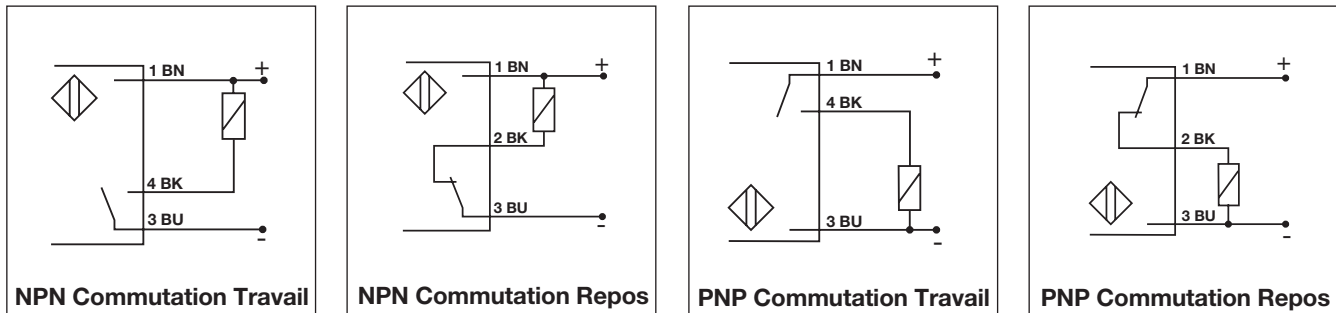 1 BN
+
4 BK
3 BU
-
NPN Commutation Travail
1 BN
+
2 BK
3 BU
-
NPN Commutation Repos
1 BN
+
4 BK
3 BU
-
PNP Commutation Travail
1 BN
+
2 BK
3 BU
-
PNP Commutation Repos